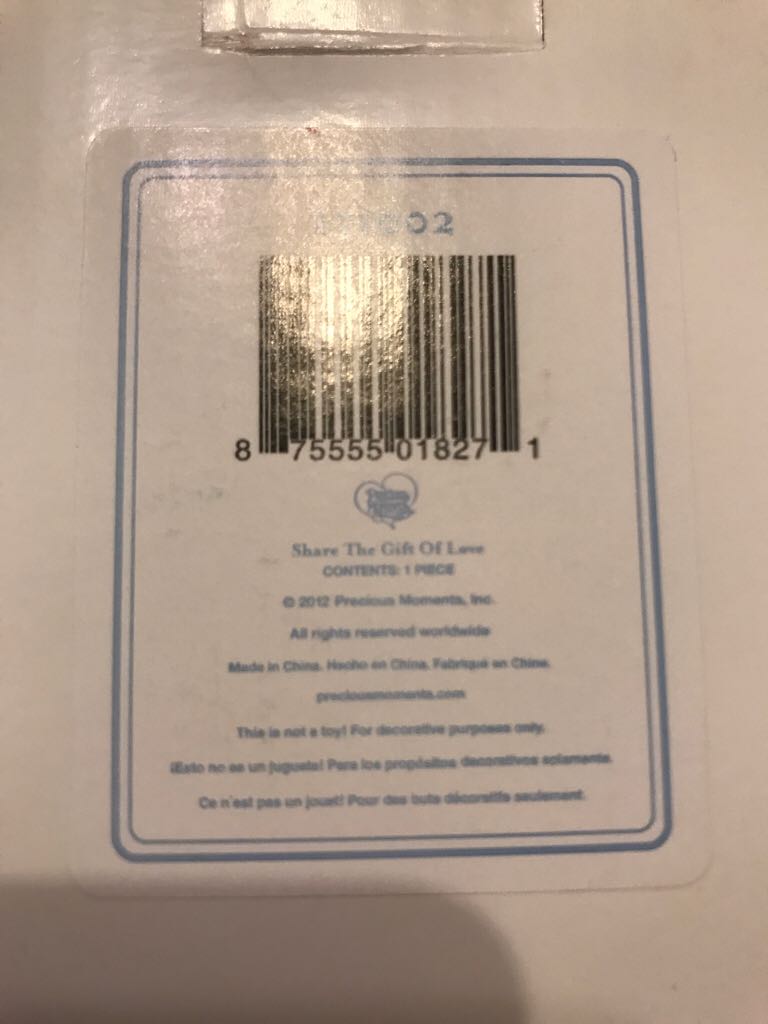 8 75555 01827 1
Precious Moments
Share The Gift Of Love
CONTENTS: 1 PIECE
© 2012 Precious Moments, Inc.
All rights reserved worldwide
Made in China. Hecho en China. Fabriqué en Chine.
preciousmoments.com
This is not a toy! For decorative purposes only.
¡Esto no es un juguete! Para los propósitos decorativos solamente.
Ce n'est pas un jouet! Pour des buts décoratifs seulement.